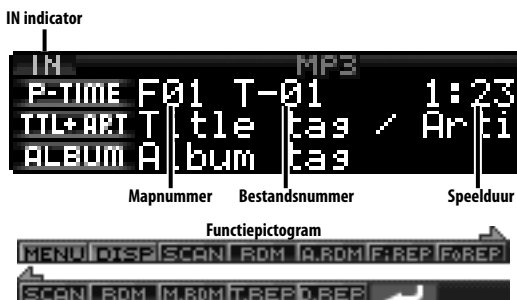 IN indicator
IN MP3
P-TIME F01 T-01 1:23
TTL+ART Title tag / Arti
ALBUM Album tag
Mapnummer Bestandsnummer Speelduur
Functiepictogram
MENU DISP SCAN RDM A.RDM F:REP FoREP
SCAN RDM M.RDM T.REP D.REP